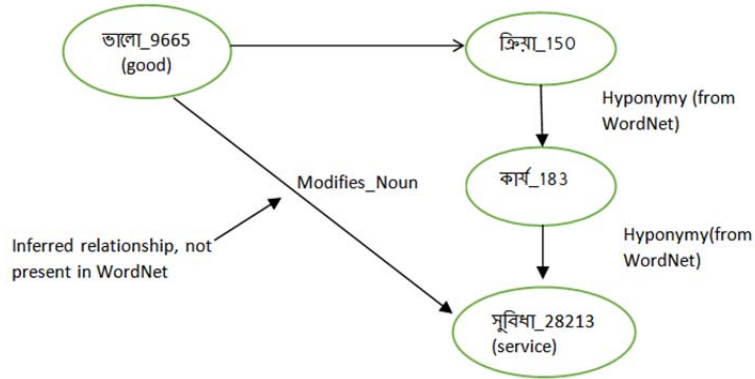 ভালো_9665
(good)
ক্রিয়া_150
Hyponymy (from
WordNet)
কার্য_183
Modifies_Noun
Inferred relationship, not
present in WordNet
Hyponymy(from
WordNet)
সুবিধা_28213
(service)